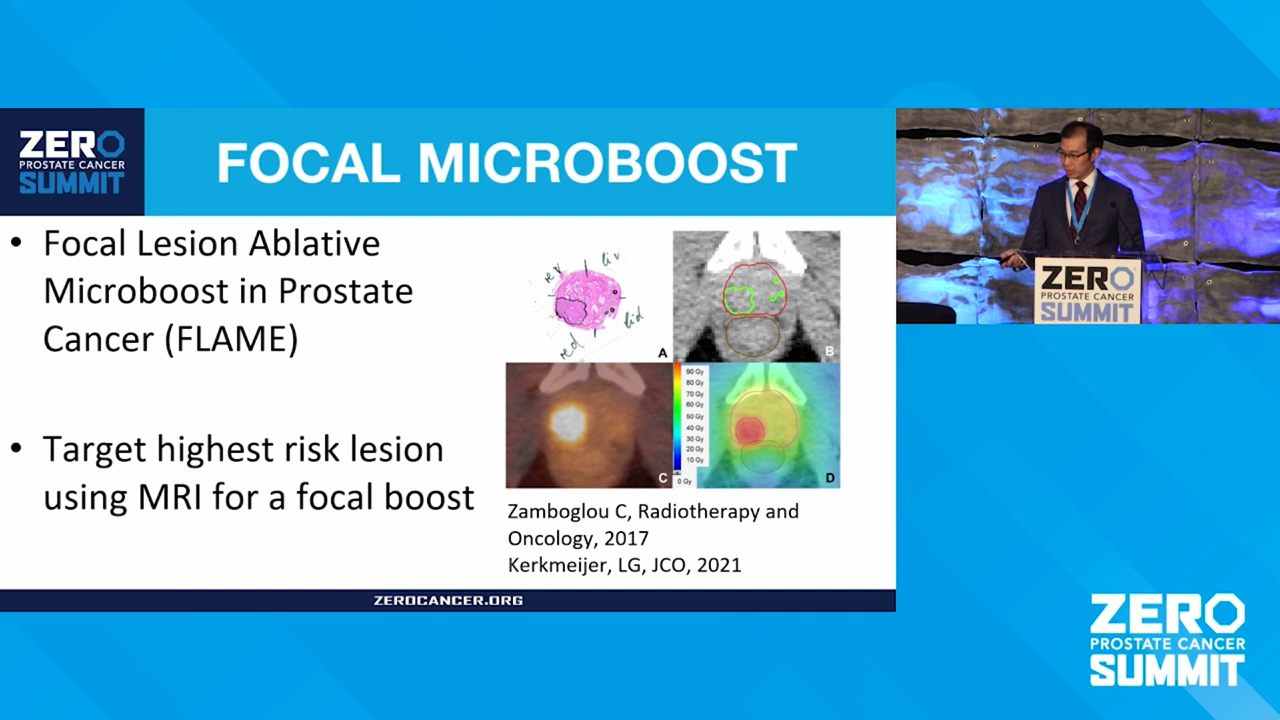 ZERO
PROSTATE CANCER
SUMMIT
FOCAL MICROBOOST
• Focal Lesion Ablative
Microboost in Prostate
Cancer (FLAME)
• Target highest risk lesion
using MRI for a focal boost
A
B
C
D
90 Gy
80 Gy
70 Gy
60 Gy
50 Gy
40 Gy
30 Gy
20 Gy
10 Gy
0 Gy
Zamboglou C, Radiotherapy and
Oncology, 2017
Kerkmeijer, LG, JCO, 2021
ZEROCANCER.ORG
ZERO
PROSTATE CANCER
SUMMIT
ZERO
PROSTATE CANCER
SUMMIT